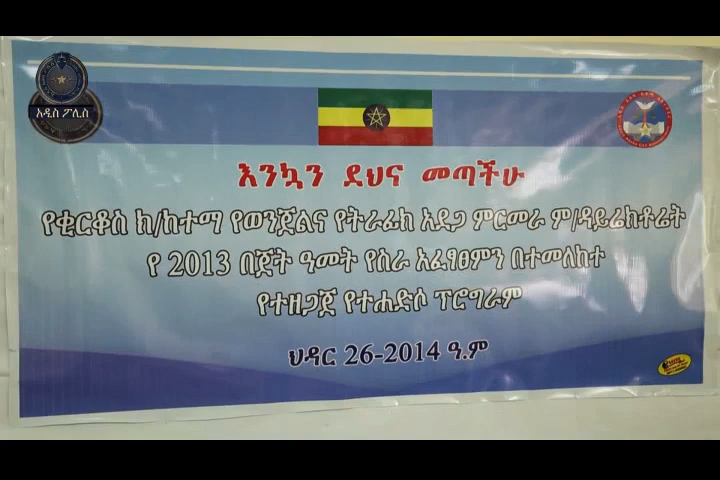 አዲስ ፖሊስ
እንኳን ደህና መጣችሁ
የቂርቆስ ክ/ከተማ የወንጀልና የትራፊክ አደጋ ምርመራ ም/ዳይሬክቶሬት
የ 2013 በጀት ዓመት የስራ አፈፃፀምን በተመለከተ
የተዘጋጀ የተሐድሶ ፕሮግራም
ህዳር 26-2014 ዓ.ም